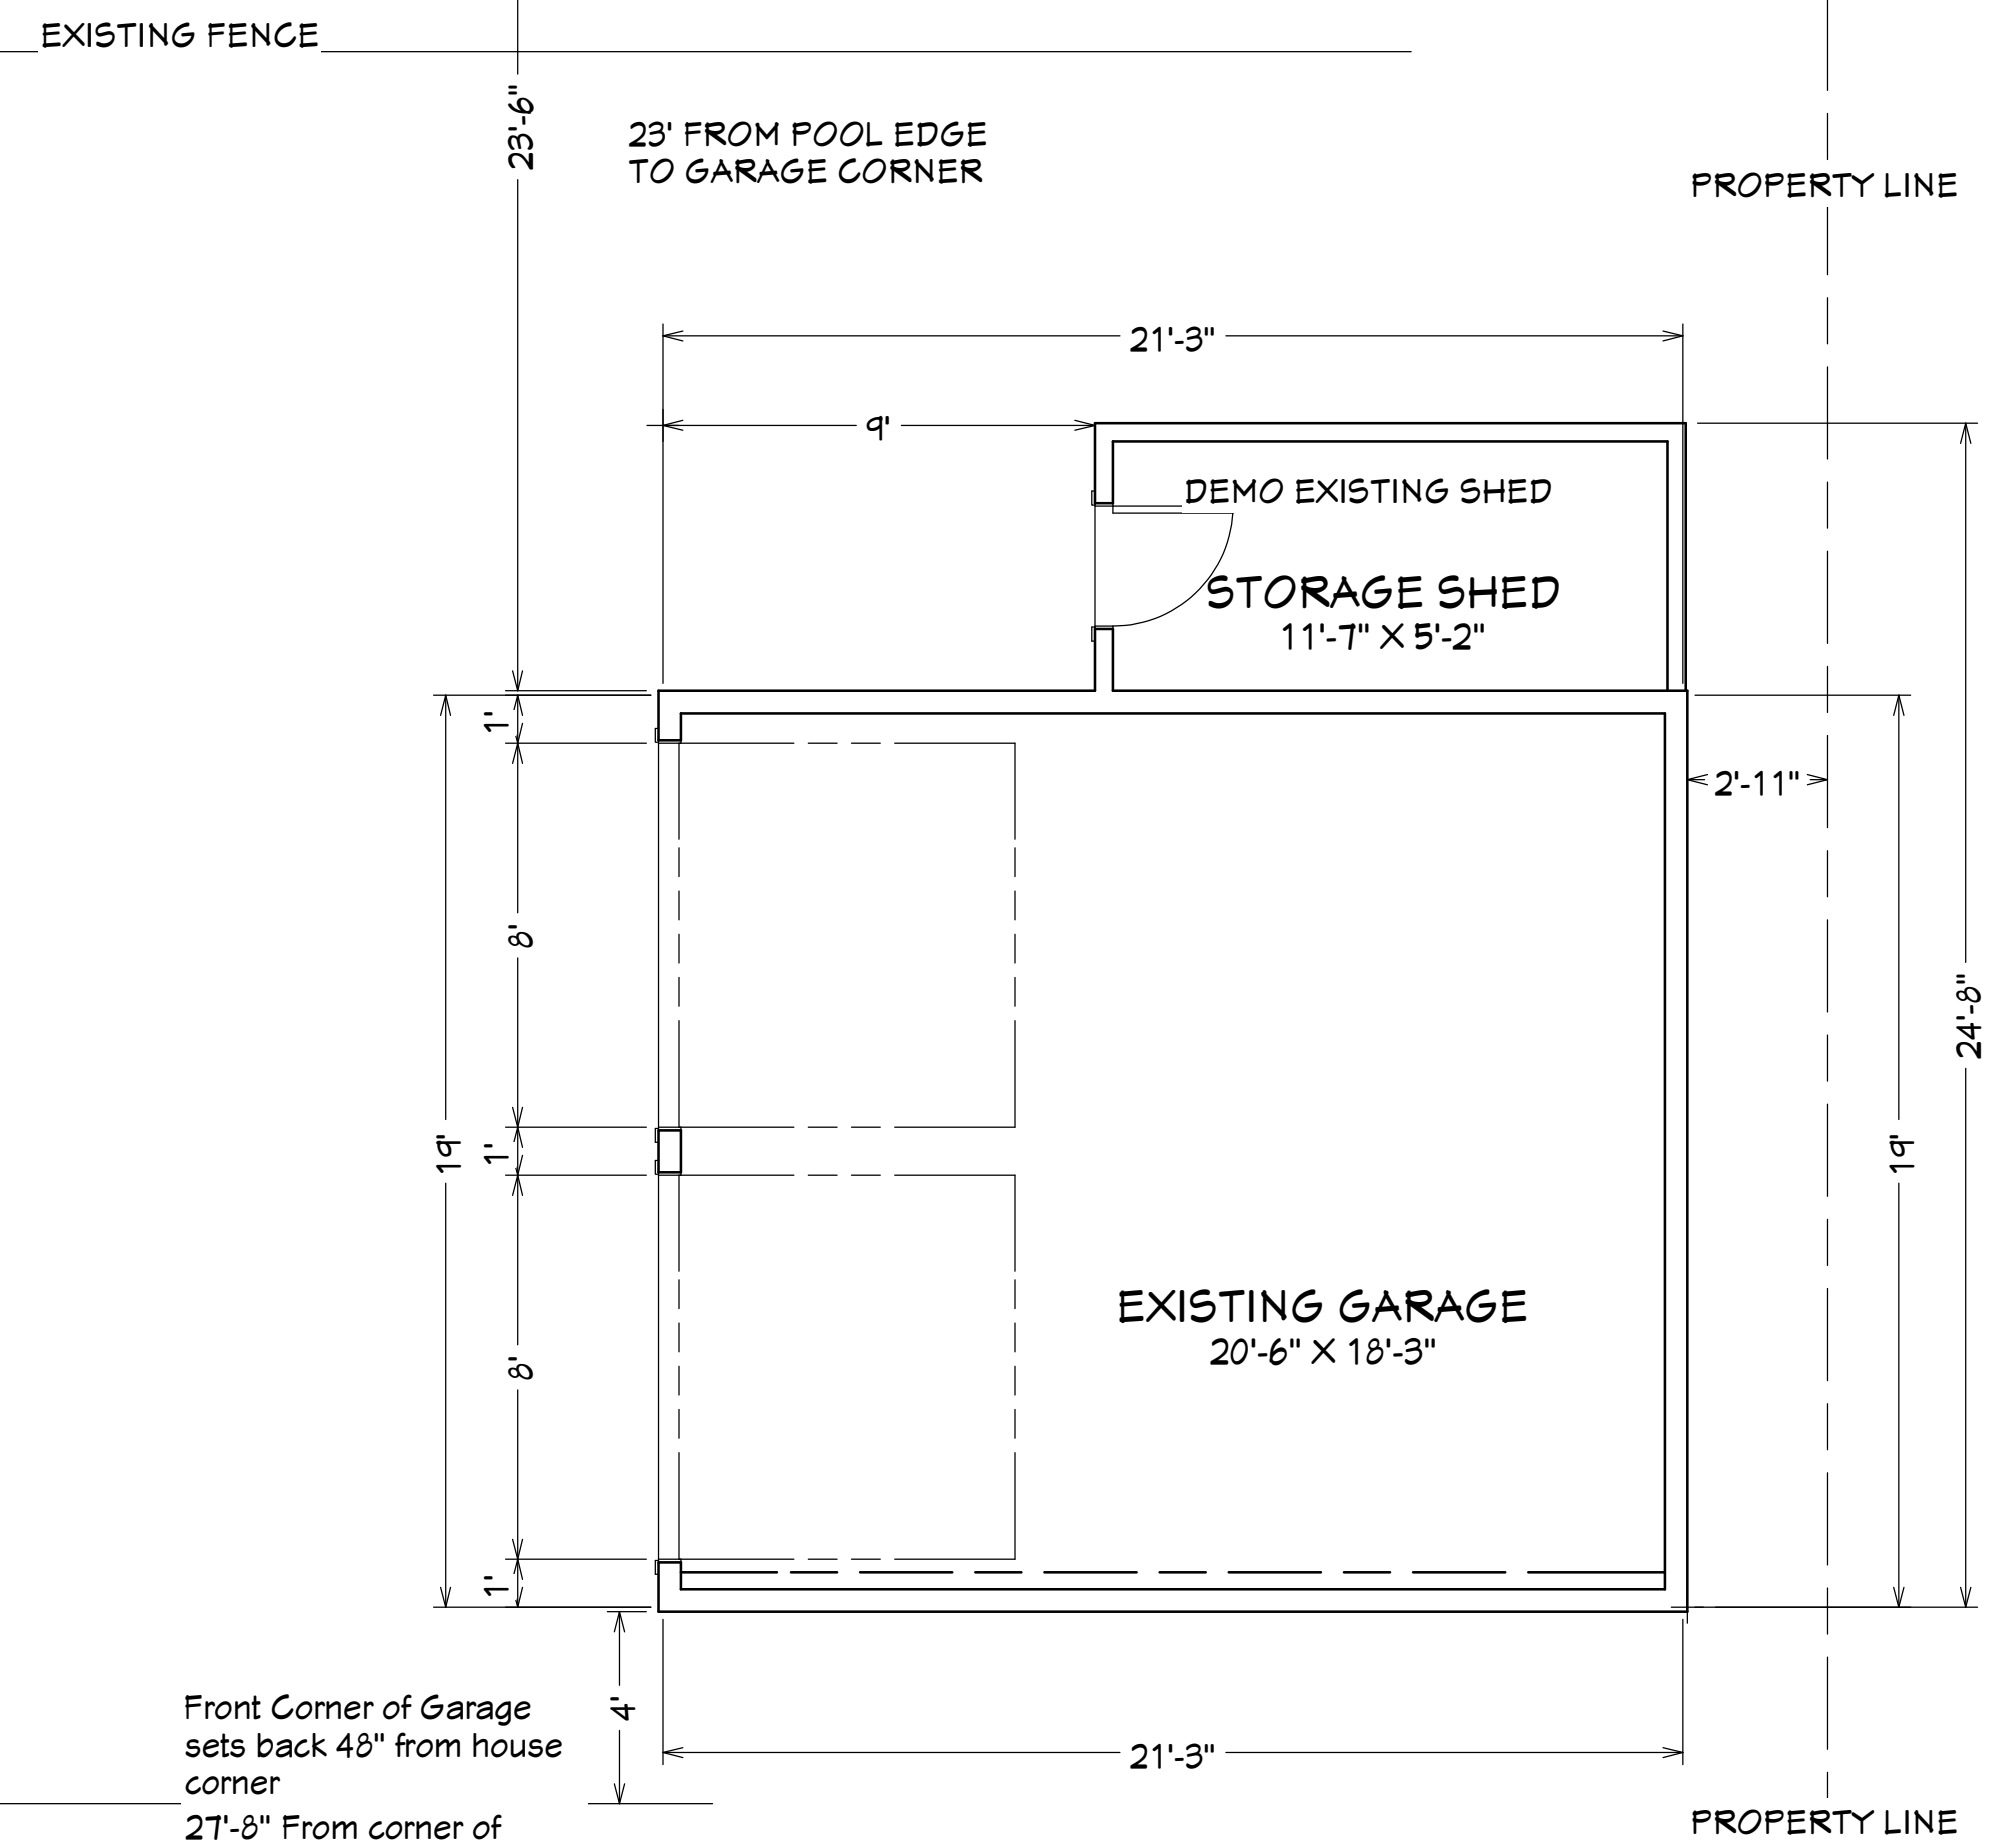 EXISTING FENCE
23'-6"
23' FROM POOL EDGE
TO GARAGE CORNER
PROPERTY LINE
21'-3"
9'
DEMO EXISTING SHED
STORAGE SHED
11'-7" X 5'-2"
1'
2'-11"
8'
24'-8"
19'
1'
19'
EXISTING GARAGE
20'-6" X 18'-3"
8'
1'
4'
Front Corner of Garage
sets back 48" from house
corner
27'-8" From corner of
21'-3"
PROPERTY LINE